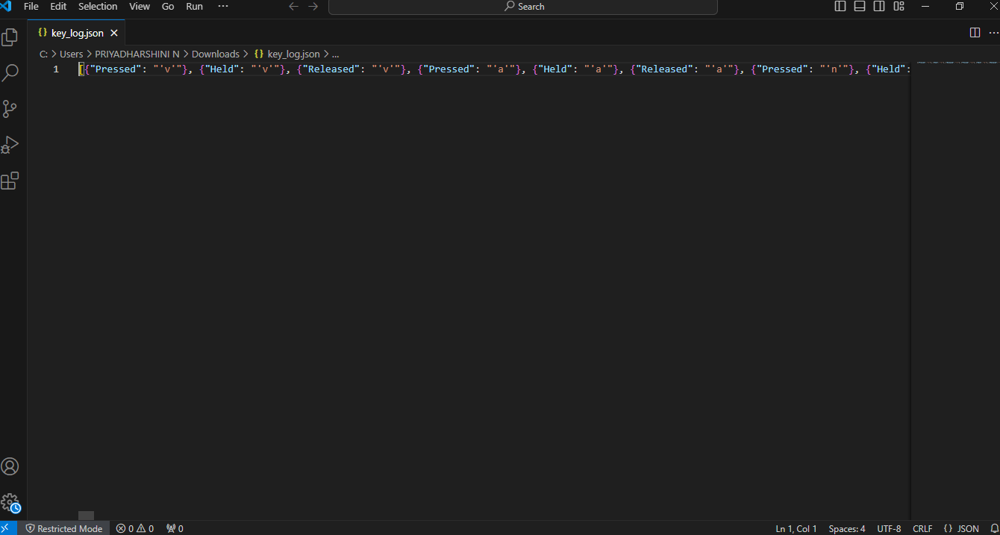 File Edit Selection View Go Run ··· Search
key_log.json
C: > Users > PRIYADHARSHINI N > Downloads > {} key_log.json > ...
1 [{"Pressed": "'v'"}, {"Held": "'v'"}, {"Released": "'v'"}, {"Pressed": "'a'"}, {"Held": "'a'"}, {"Released": "'a'"}, {"Pressed": "'n'"}, {"Held":
Restricted Mode 0 0 0 Ln 1, Col 1 Spaces: 4 UTF-8 CRLF {} JSON